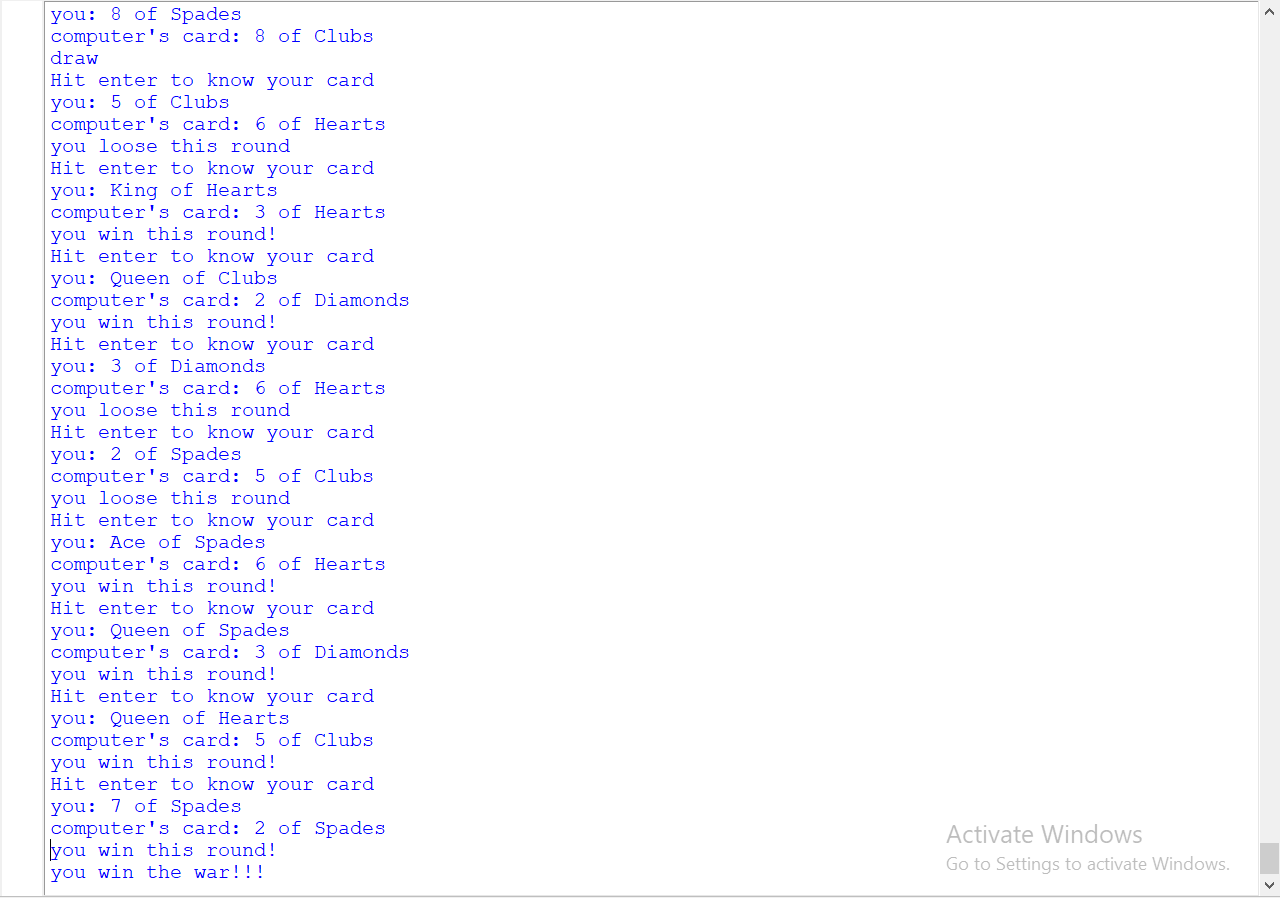 you: 8 of Spades
computer's card: 8 of Clubs
draw
Hit enter to know your card
you: 5 of Clubs
computer's card: 6 of Hearts
you loose this round
Hit enter to know your card
you: King of Hearts
computer's card: 3 of Hearts
you win this round!
Hit enter to know your card
you: Queen of Clubs
computer's card: 2 of Diamonds
you win this round!
Hit enter to know your card
you: 3 of Diamonds
computer's card: 6 of Hearts
you loose this round
Hit enter to know your card
you: 2 of Spades
computer's card: 5 of Clubs
you loose this round
Hit enter to know your card
you: Ace of Spades
computer's card: 6 of Hearts
you win this round!
Hit enter to know your card
you: Queen of Spades
computer's card: 3 of Diamonds
you win this round!
Hit enter to know your card
you: Queen of Hearts
computer's card: 5 of Clubs
you win this round!
Hit enter to know your card
you: 7 of Spades
computer's card: 2 of Spades
you win this round!
you win the war!!!
Activate Windows
Go to Settings to activate Windows.